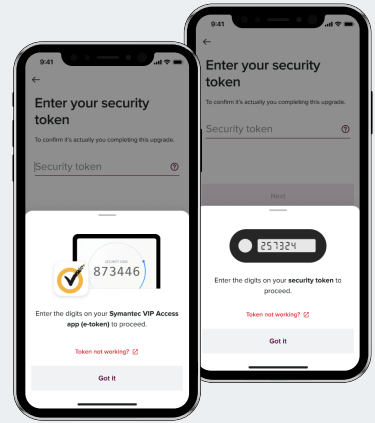 9:41
Enter your security
token
To confirm it's actually you completing this upgrade.
Security token
SECURITY CODE
873446
Enter the digits on your Symantec VIP Access
app (e-token) to proceed.
Token not working?
Got it
9:41
Enter your security
token
To confirm it's actually you completing this upgrade.
Security token
Next
257324
Enter the digits on your security token to
proceed.
Token not working?
Got it